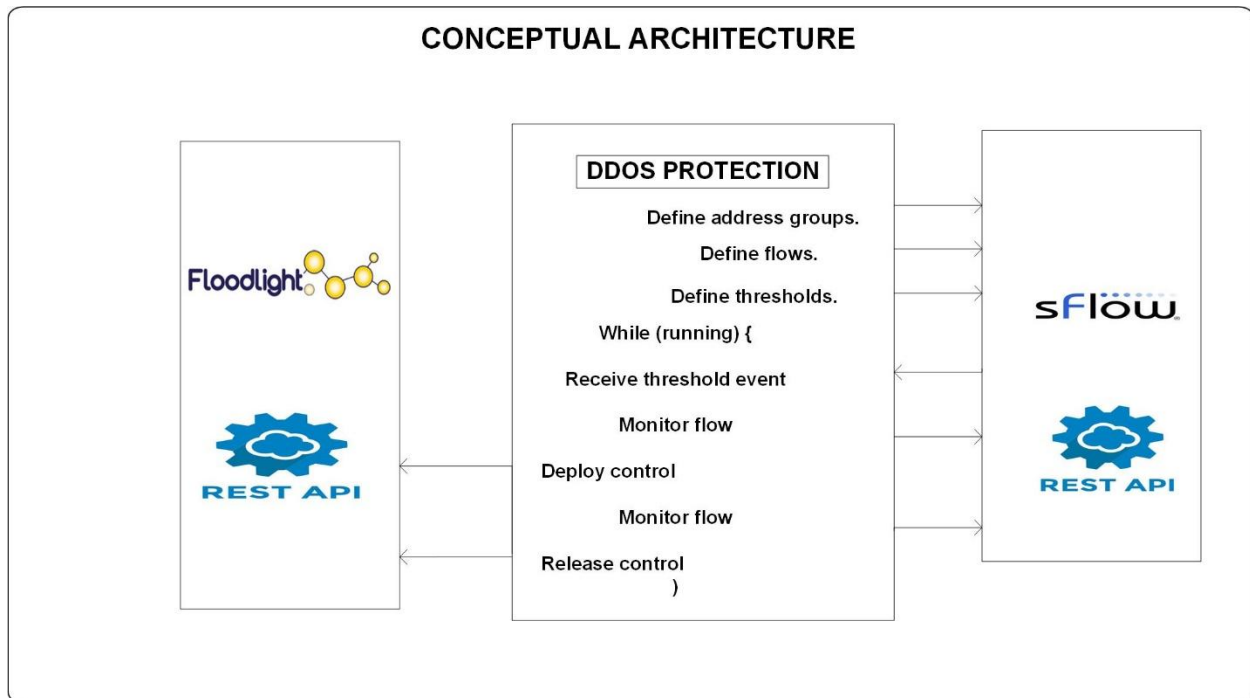 CONCEPTUAL ARCHITECTURE
Floodlight
REST API
DDOS PROTECTION
Define address groups.
Define flows.
Define thresholds.
While (running) {
Receive threshold event
Monitor flow
Deploy control
Monitor flow
Release control
)
sFlow
REST API